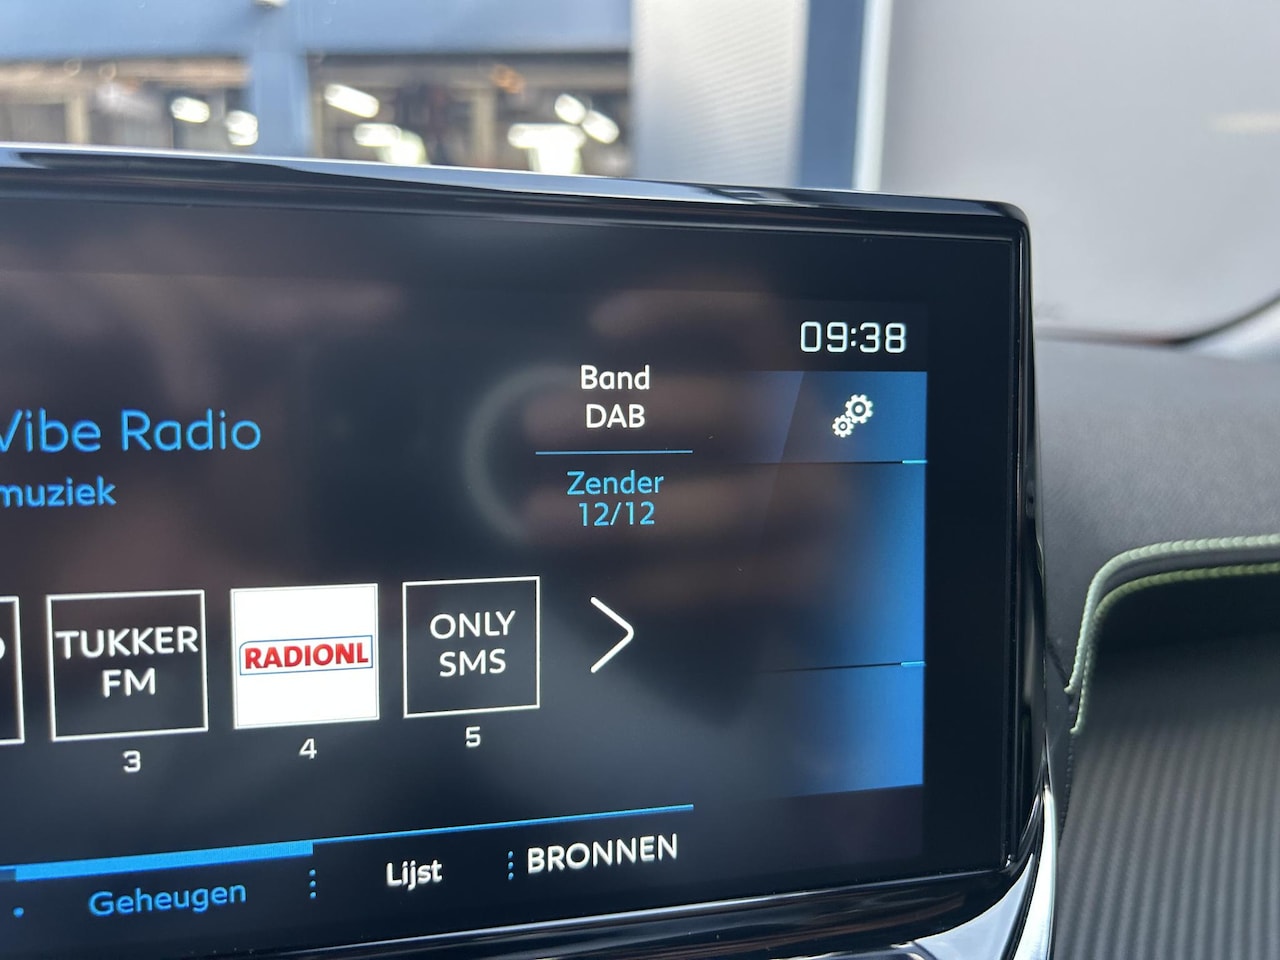 09:38
Band
DAB
Vibe Radio
muziek
Zender
12/12
TUKKER
FM
RADIONL
ONLY
SMS
3
4
5
Geheugen
Lijst
BRONNEN